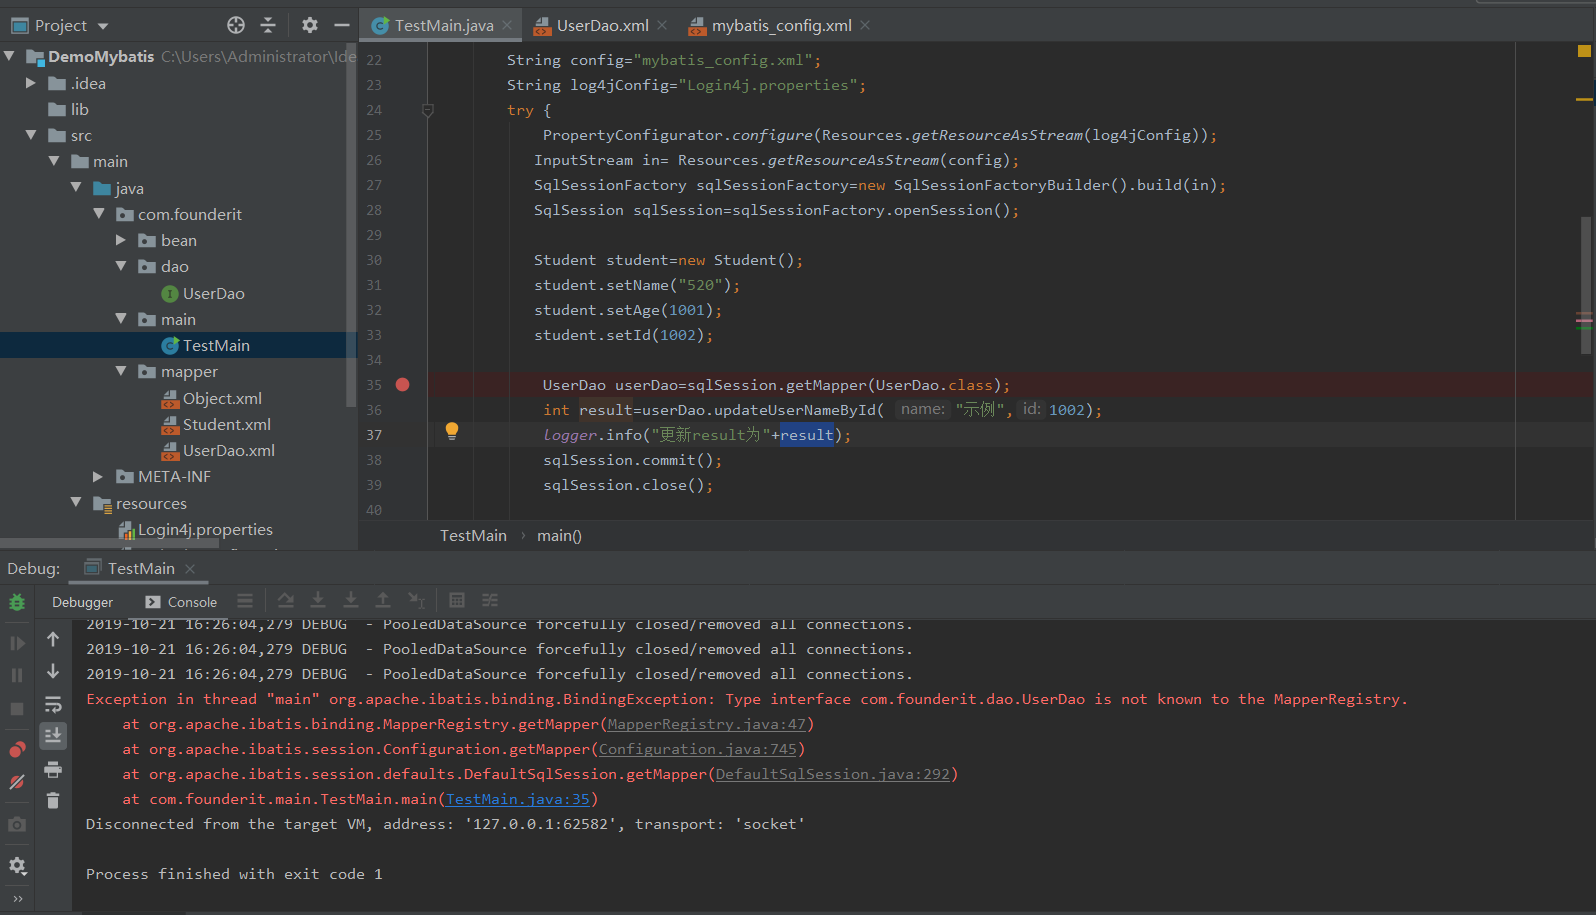 Project
DemoMybatis C:\Users\Administrator\Ide
.idea
lib
src
main
java
com.founderit
bean
dao
UserDao
main
TestMain
mapper
Object.xml
Student.xml
UserDao.xml
META-INF
resources
Login4j.properties
TestMain.java
UserDao.xml
mybatis_config.xml
22 String config="mybatis_config.xml";
23 String log4jConfig="Login4j.properties";
24 try {
25 PropertyConfigurator.configure(Resources.getResourceAsStream(log4jConfig));
26 InputStream in= Resources.getResourceAsStream(config);
27 SqlSessionFactory sqlSessionFactory=new SqlSessionFactoryBuilder().build(in);
28 SqlSession sqlSession=sqlSessionFactory.openSession();
29
30 Student student=new Student();
31 student.setName("520");
32 student.setAge(1001);
33 student.setId(1002);
34
35 UserDao userDao=sqlSession.getMapper(UserDao.class);
36 int result=userDao.updateUserNameById( name: "示例", id: 1002);
37 logger.info("更新result为"+result);
38 sqlSession.commit();
39 sqlSession.close();
40
TestMain › main()
Debug: TestMain
Debugger Console
2019-10-21 16:26:04,279 DEBUG - PooledDataSource forcefully closed/removed all connections.
2019-10-21 16:26:04,279 DEBUG - PooledDataSource forcefully closed/removed all connections.
2019-10-21 16:26:04,279 DEBUG - PooledDataSource forcefully closed/removed all connections.
Exception in thread "main" org.apache.ibatis.binding.BindingException: Type interface com.founderit.dao.UserDao is not known to the MapperRegistry.
at org.apache.ibatis.binding.MapperRegistry.getMapper(MapperRegistry.java:47)
at org.apache.ibatis.session.Configuration.getMapper(Configuration.java:745)
at org.apache.ibatis.session.defaults.DefaultSqlSession.getMapper(DefaultSqlSession.java:292)
at com.founderit.main.TestMain.main(TestMain.java:35)
Disconnected from the target VM, address: '127.0.0.1:62582', transport: 'socket'
Process finished with exit code 1